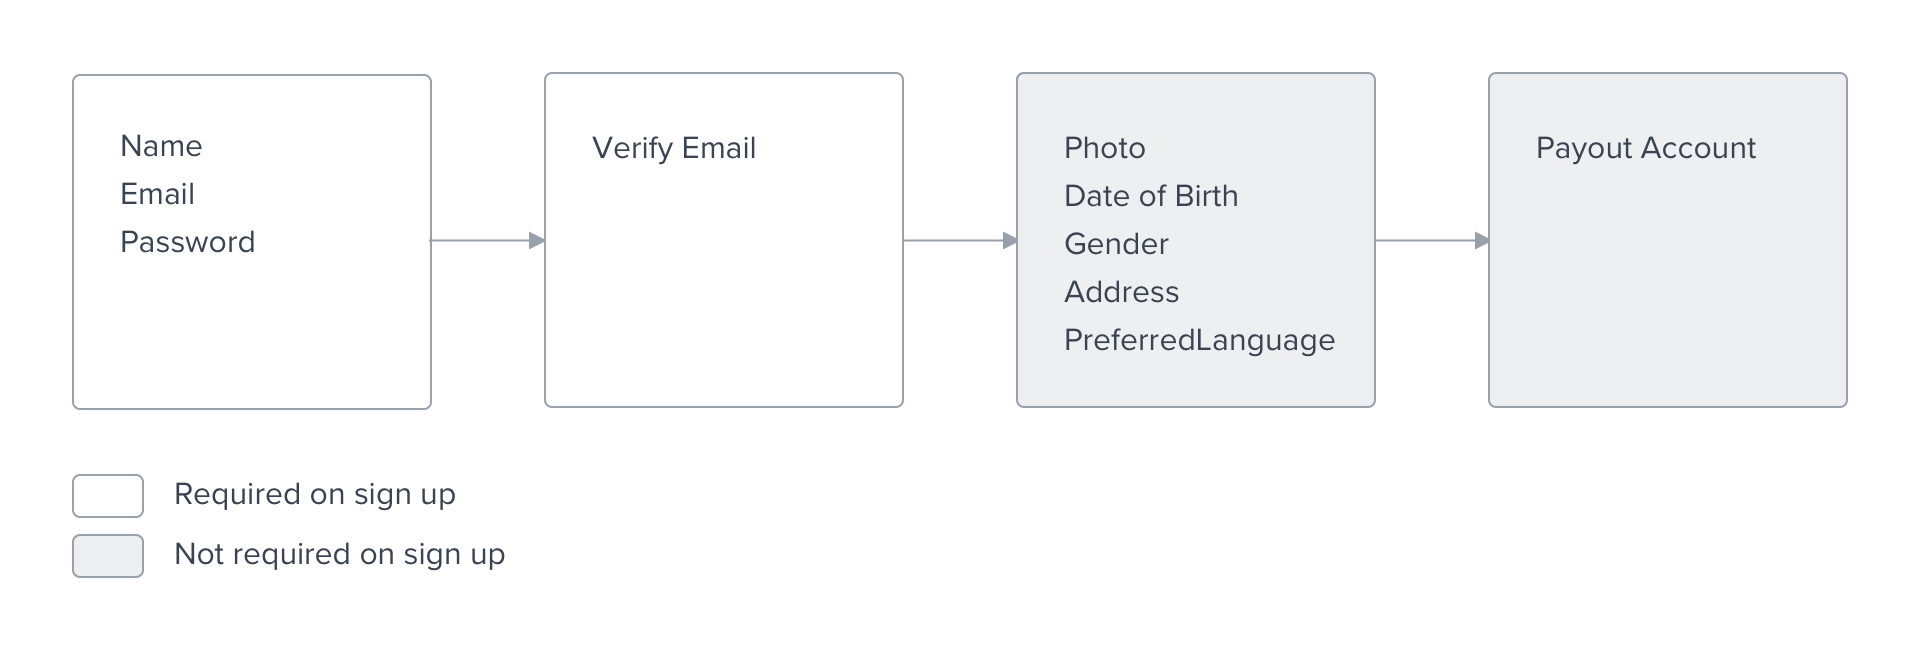 Name
Email
Password
Verify Email
Photo
Date of Birth
Gender
Address
PreferredLanguage
Payout Account
Required on sign up
Not required on sign up